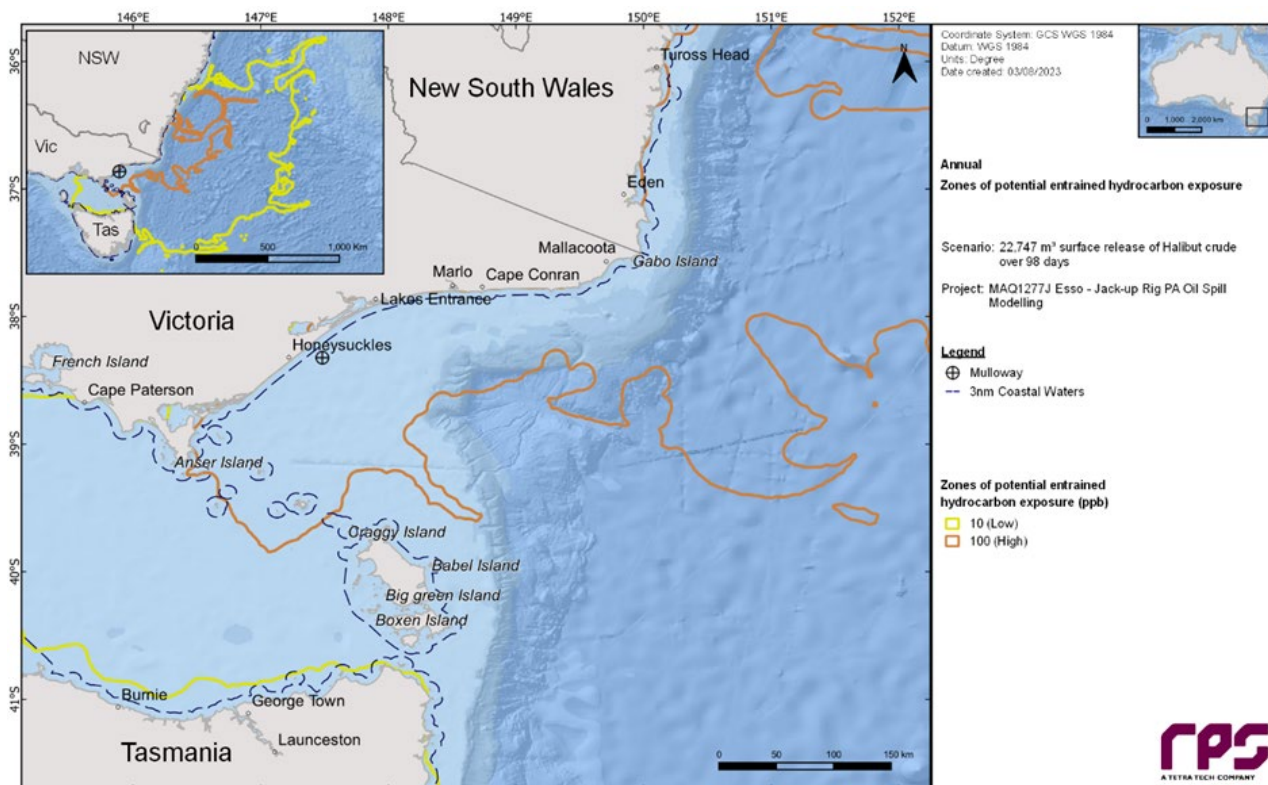 146°E
147°E
148°E
149°E
150°E
151°E
152°E
36°S
37°S
38°S
39°S
40°S
41°S
NSW
Vic
Tas
0
500
1,000 Km
New South Wales
Tuross Head
Eden
Mallacoota
Gabo Island
Marlo
Cape Conran
Lakes Entrance
Victoria
Honeysuckles
French Island
Cape Paterson
Anser Island
Craggy Island
Babel Island
Big green Island
Boxen Island
Burnie
George Town
Launceston
Tasmania
0
50
100
150 km
N
Coordinate System: GCS WGS 1984
Datum: WGS 1984
Units: Degree
Date created: 03/08/2023
0
1,000
2,000 km
Annual
Zones of potential entrained hydrocarbon exposure
Scenario: 22,747 m³ surface release of Halibut crude
over 98 days
Project: MAQ1277J Esso - Jack-up Rig PA Oil Spill
Modelling
Legend
Mulloway
3nm Coastal Waters
Zones of potential entrained
hydrocarbon exposure (ppb)
10 (Low)
100 (High)
rps
A TETRA TECH COMPANY